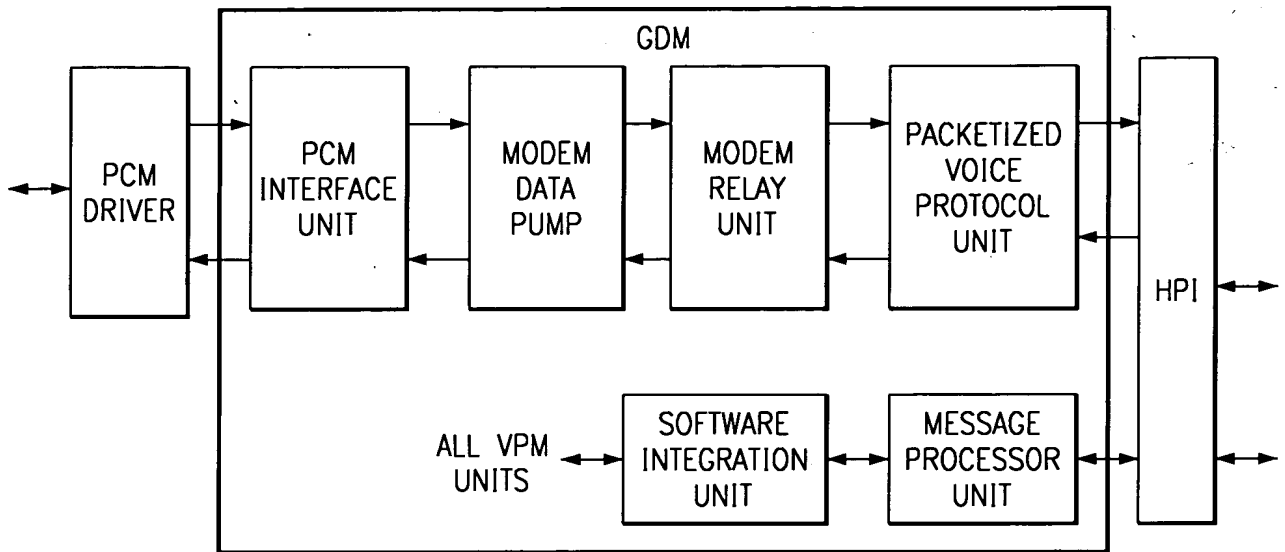 GDM
PCM
DRIVER
PCM
INTERFACE
UNIT
MODEM
DATA
PUMP
MODEM
RELAY
UNIT
PACKETIZED
VOICE
PROTOCOL
UNIT
HPI
ALL VPM
UNITS
SOFTWARE
INTEGRATION
UNIT
MESSAGE
PROCESSOR
UNIT